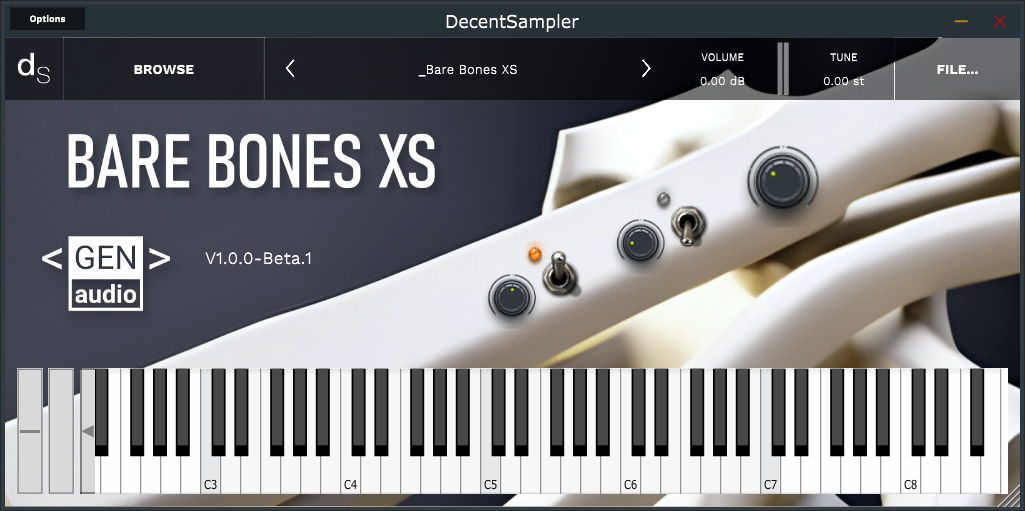 Options
DecentSampler
ds
BROWSE
_Bare Bones XS
VOLUME
0.00 dB
TUNE
0.00 st
FILE...
BARE BONES XS
< GEN >
audio
V1.0.0-Beta.1
C3 C4 C5 C6 C7 C8